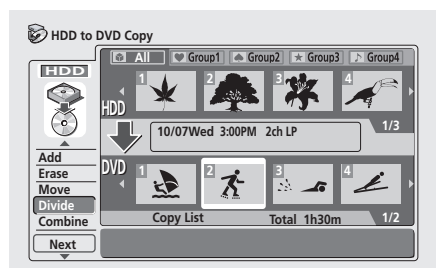 HDD to DVD Copy
All Group1 Group2 Group3 Group4
HDD
1 2 3 4
HDD
10/07Wed 3:00PM 2ch LP
1/3
DVD
1 2 3 4
Copy List Total 1h30m 1/2
Add
Erase
Move
Divide
Combine
Next